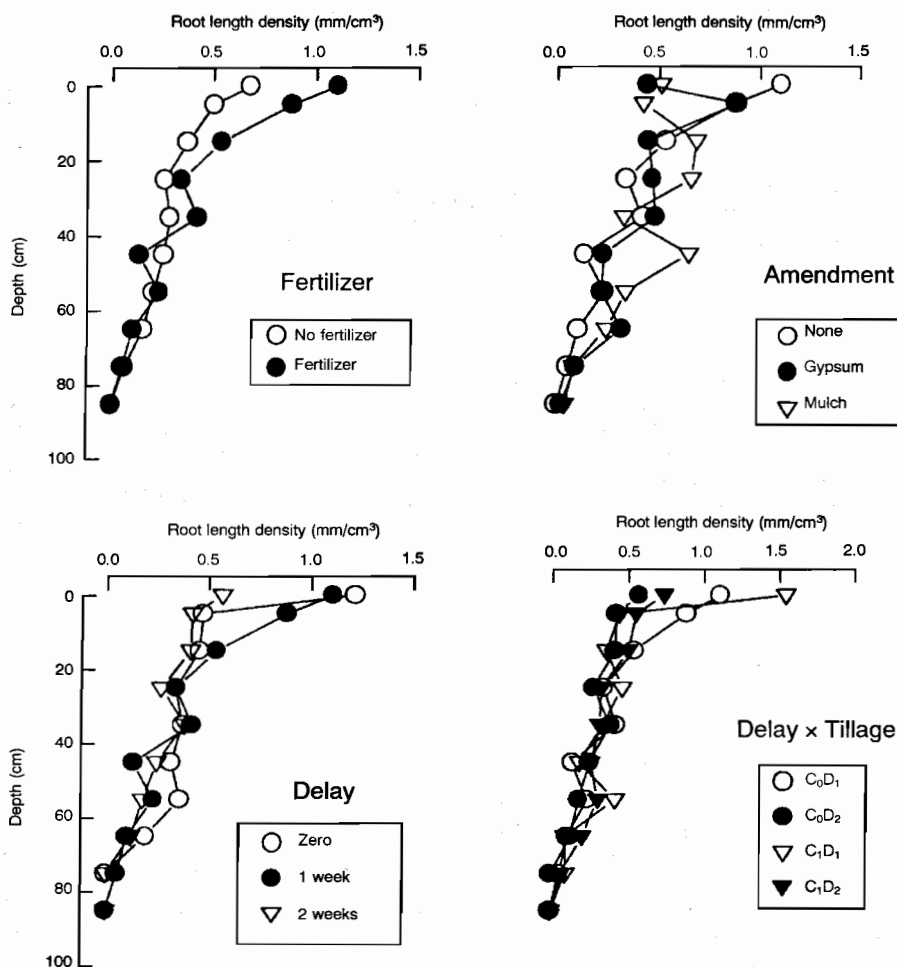 Root length density (mm/cm³)
0.0 0.5 1.0 1.5
0
20
40
60
80
100
Depth (cm)
Fertilizer
No fertilizer
Fertilizer
Root length density (mm/cm³)
0.0 0.5 1.0 1.5
Amendment
None
Gypsum
Mulch
Root length density (mm/cm³)
0.0 0.5 1.0 1.5
0
20
40
60
80
100
Depth (cm)
Delay
Zero
1 week
2 weeks
Root length density (mm/cm³)
0.0 0.5 1.0 2.0
Delay × Tillage
C₀D₁
C₀D₂
C₁D₁
C₁D₂